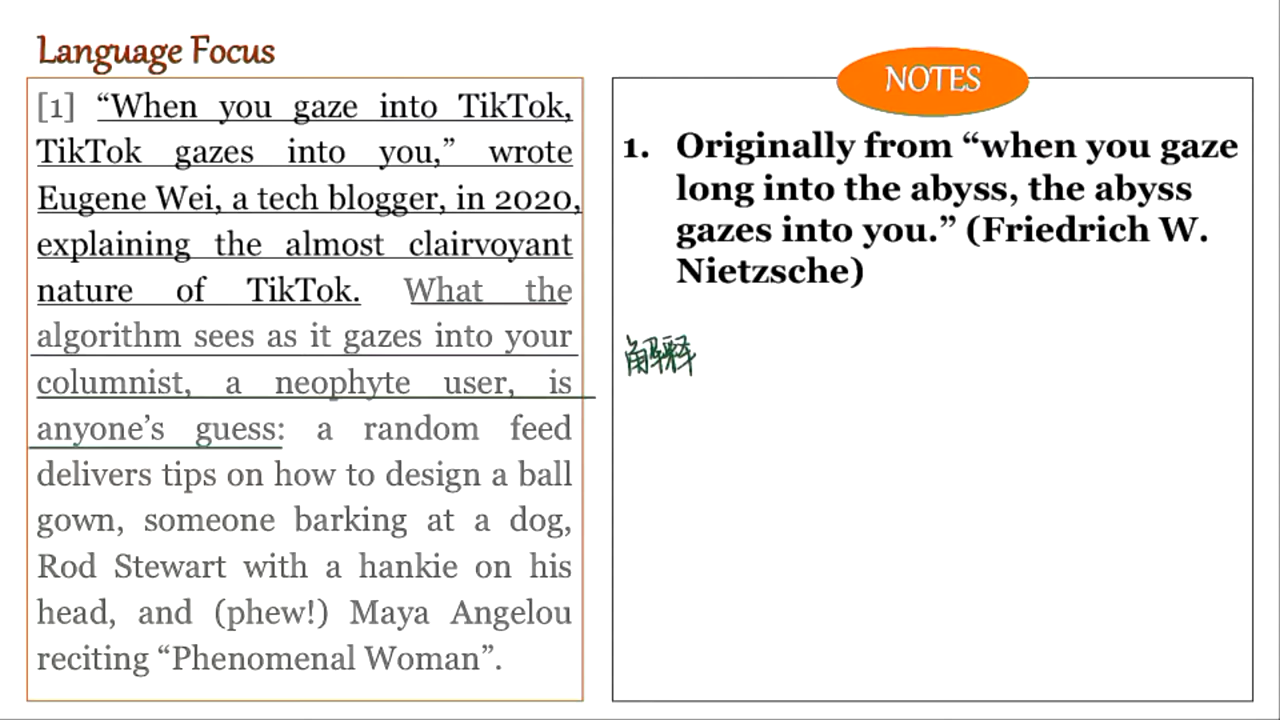 Language Focus
[1] “When you gaze into TikTok,
TikTok gazes into you,” wrote
Eugene Wei, a tech blogger, in 2020,
explaining the almost clairvoyant
nature of TikTok. What the
algorithm sees as it gazes into your
columnist, a neophyte user, is
anyone’s guess: a random feed
delivers tips on how to design a ball
gown, someone barking at a dog,
Rod Stewart with a hankie on his
head, and (phew!) Maya Angelou
reciting “Phenomenal Woman”.
NOTES
1. Originally from “when you gaze
long into the abyss, the abyss
gazes into you.” (Friedrich W.
Nietzsche)
解释